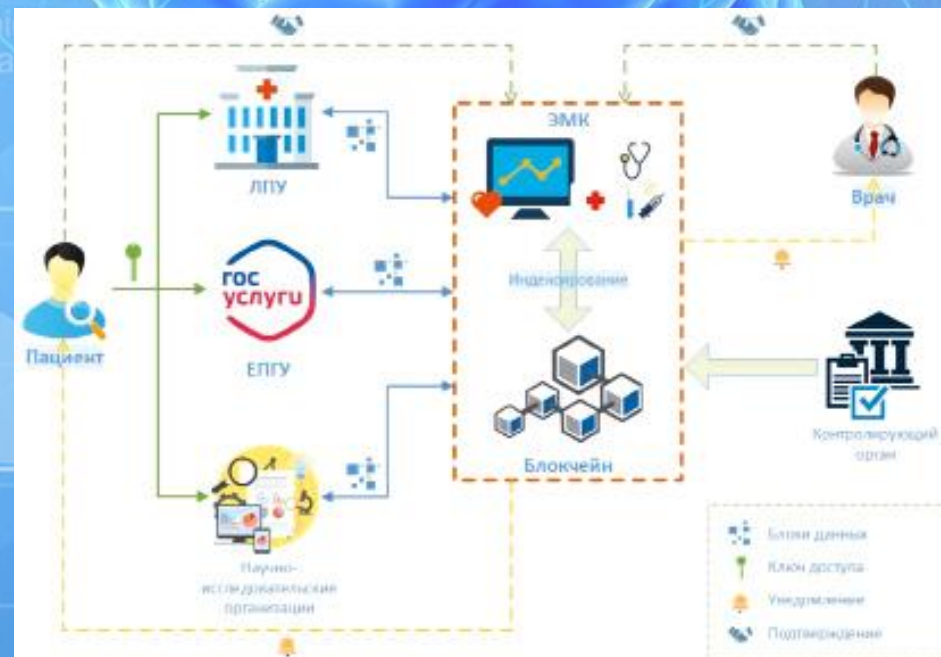 ЭМК
ЛПУ
Врач
гос
услуги
Индексирование
Пациент
ЕПГУ
Контролирующий
орган
Блокчейн
Научно-
исследовательские
организации
Блоки данных
Ключ доступа
Уведомление
Подтверждение